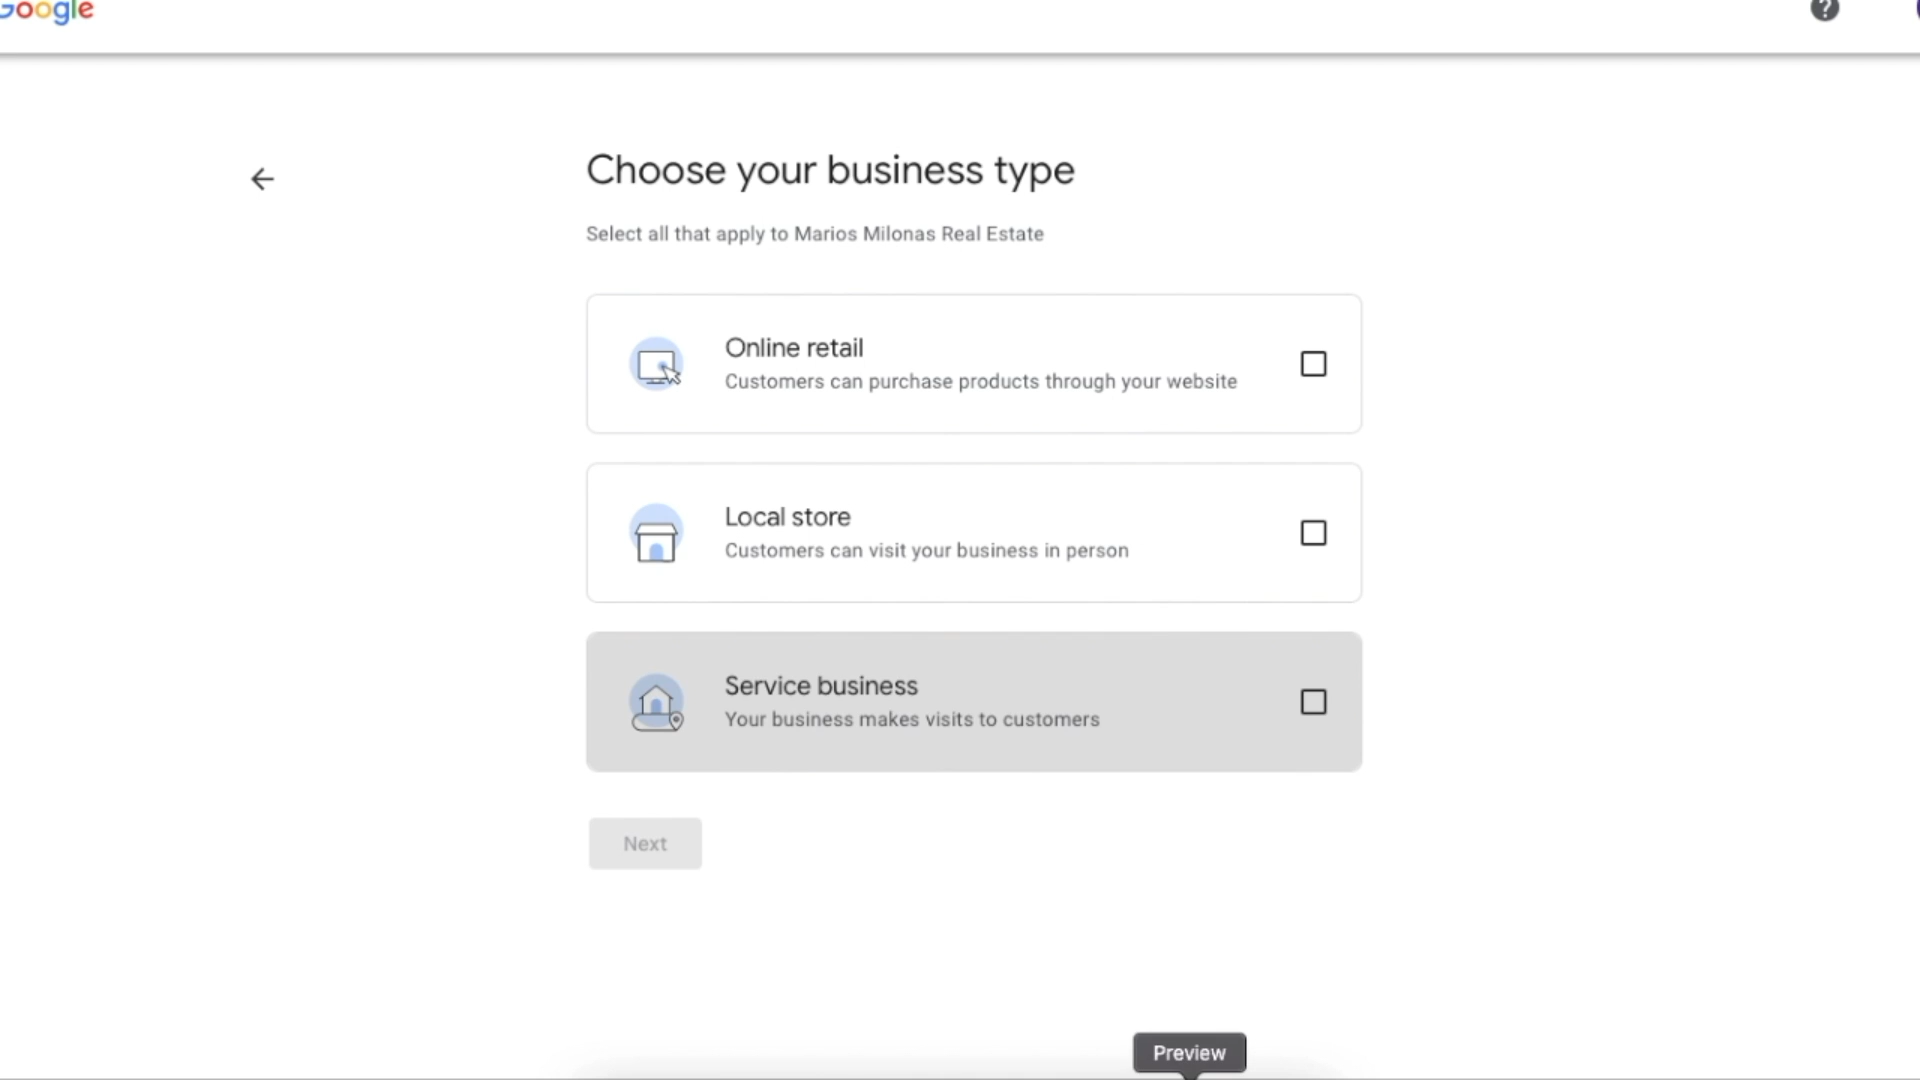 Google
Choose your business type
Select all that apply to Marios Milonas Real Estate
Online retail
Customers can purchase products through your website
Local store
Customers can visit your business in person
Service business
Your business makes visits to customers
Next
Preview